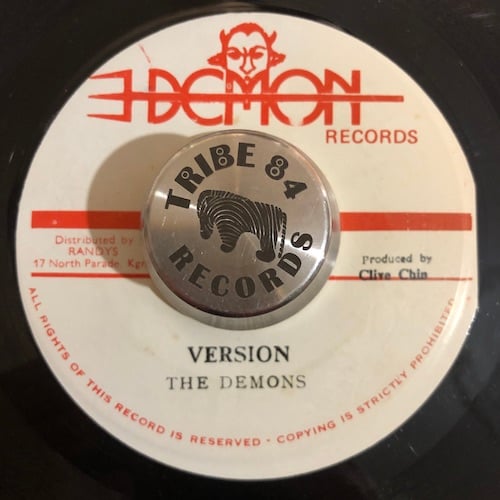 DEMON
RECORDS
TRIBE 84
RECORDS
Distributed by
RANDYS
17 North Parade, Kgn
Produced by
Clive Chin
VERSION
THE DEMONS
ALL RIGHTS OF THIS RECORD IS RESERVED · COPYING IS STRICTLY PROHIBITED